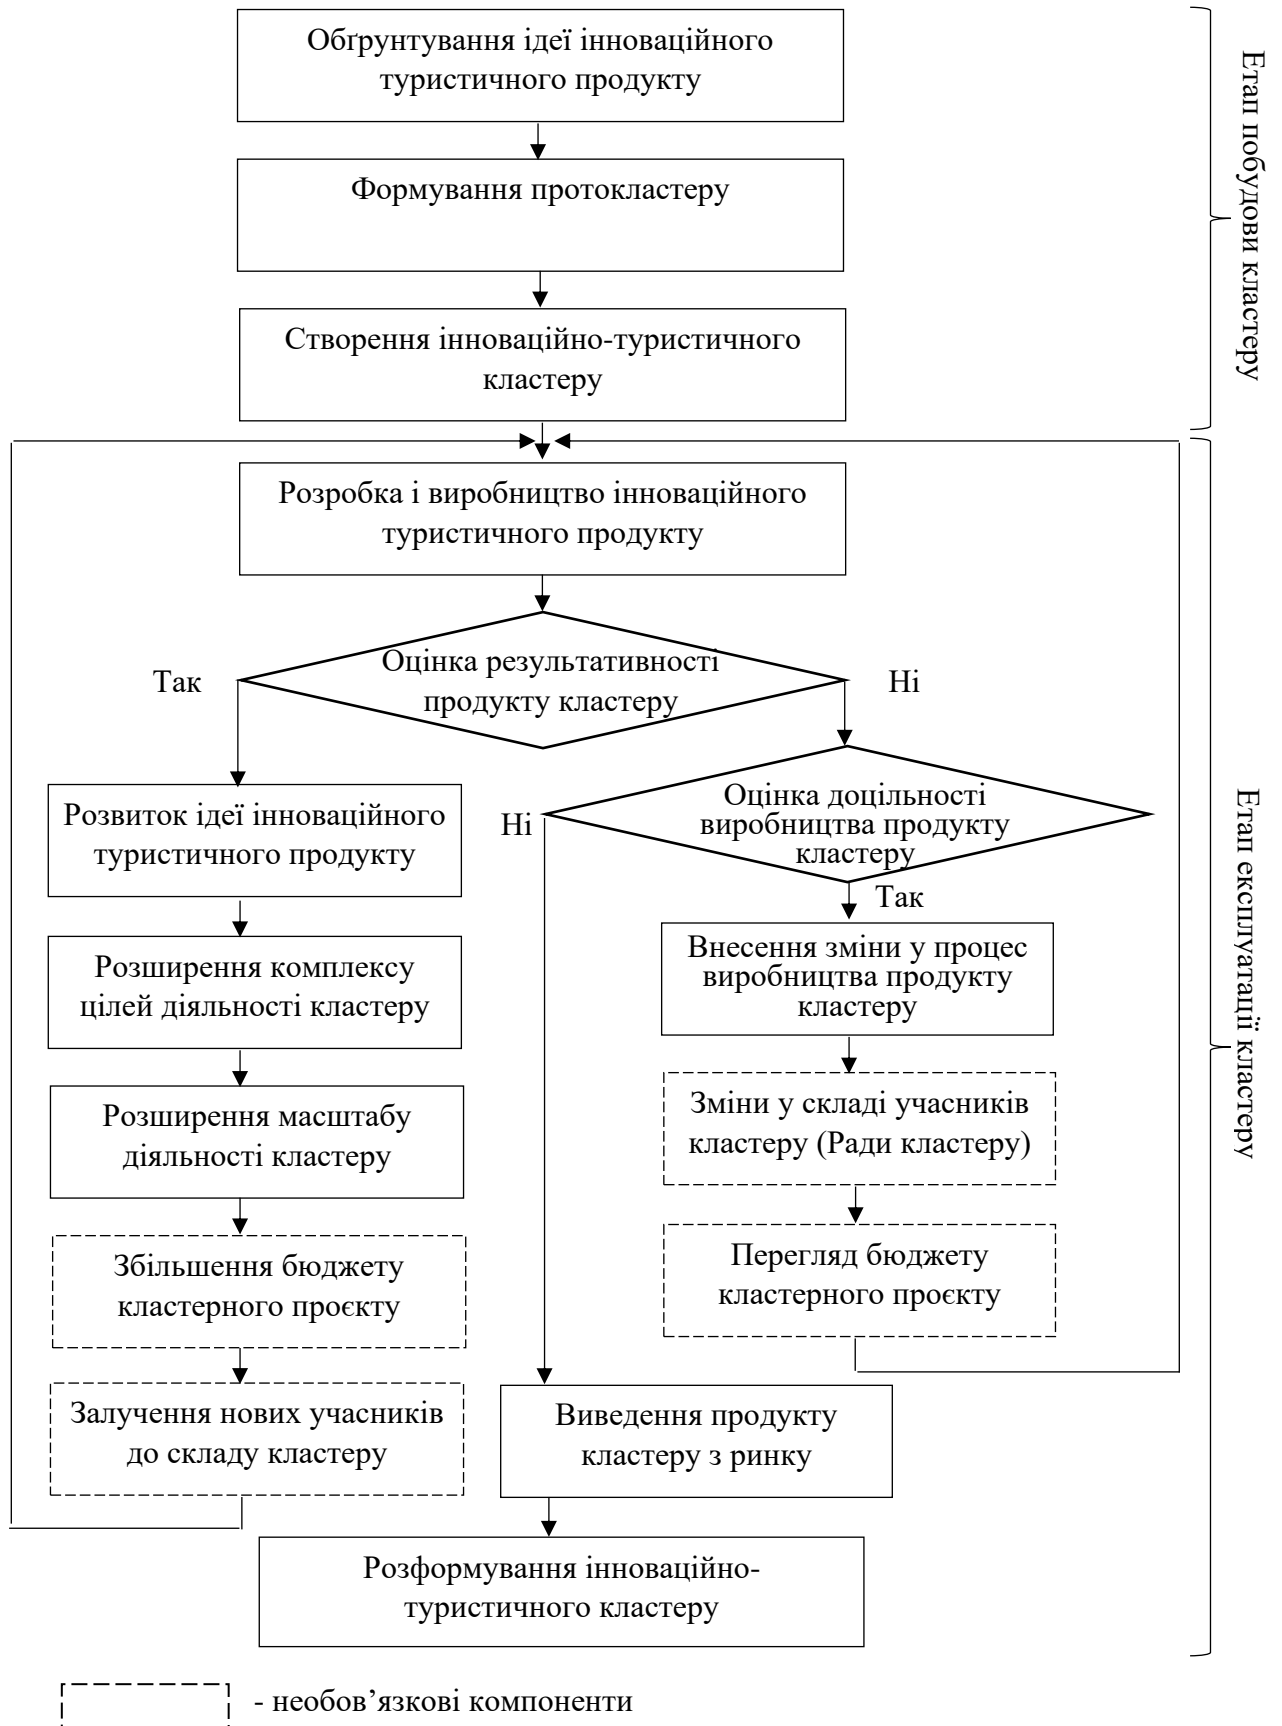 Обґрунтування ідеї інноваційного
туристичного продукту
Формування протокластеру
Створення інноваційно-туристичного
кластеру
Етап побудови кластеру
Розробка і виробництво інноваційного
туристичного продукту
Оцінка результативності
продукту кластеру
Так
Ні
Оцінка доцільності
виробництва продукту
кластеру
Ні
Так
Розвиток ідеї інноваційного
туристичного продукту
Розширення комплексу
цілей діяльності кластеру
Розширення масштабу
діяльності кластеру
Збільшення бюджету
кластерного проєкту
Залучення нових учасників
до складу кластеру
Внесення зміни у процес
виробництва продукту
кластеру
Зміни у складі учасників
кластеру (Ради кластеру)
Перегляд бюджету
кластерного проєкту
Виведення продукту
кластеру з ринку
Розформування інноваційно-
туристичного кластеру
Етап експлуатації кластеру
- необов’язкові компоненти